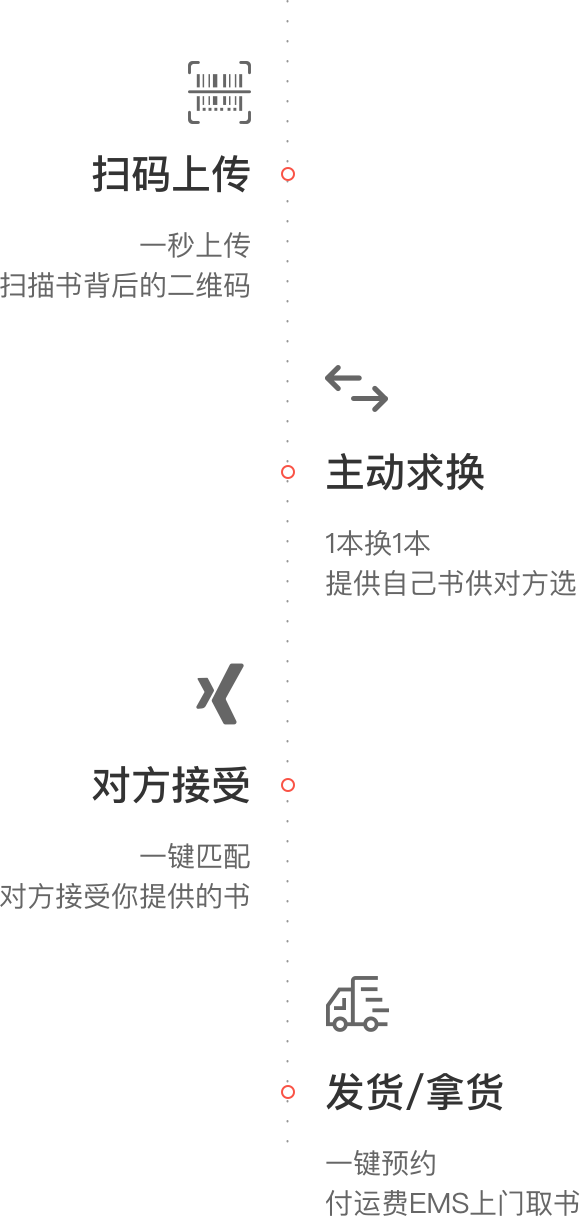 扫码上传
一秒上传
扫描书背后的二维码
主动求换
1本换1本
提供自己书供对方选
对方接受
一键匹配
对方接受你提供的书
发货/拿货
一键预约
付运费EMS上门取书